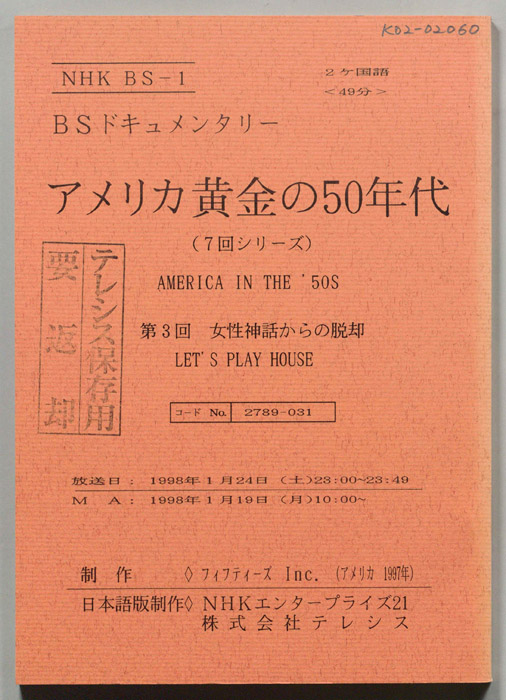 K02-02060
NHK BS-1
2ケ国語
<49分>
BSドキュメンタリー
アメリカ黄金の50年代
(7回シリーズ)
AMERICA IN THE '50S
テレシス保存用
要返却
第3回 女性神話からの脱却
LET'S PLAY HOUSE
コード No. 2789-031
放送日: 1998年1月24日 (土)23:00~23:49
MA: 1998年1月19日 (月)10:00~
制作 ◇ フィフティーズ Inc. (アメリカ 1997年)
日本語版制作◇ NHKエンタープライズ21
株式会社テレシス